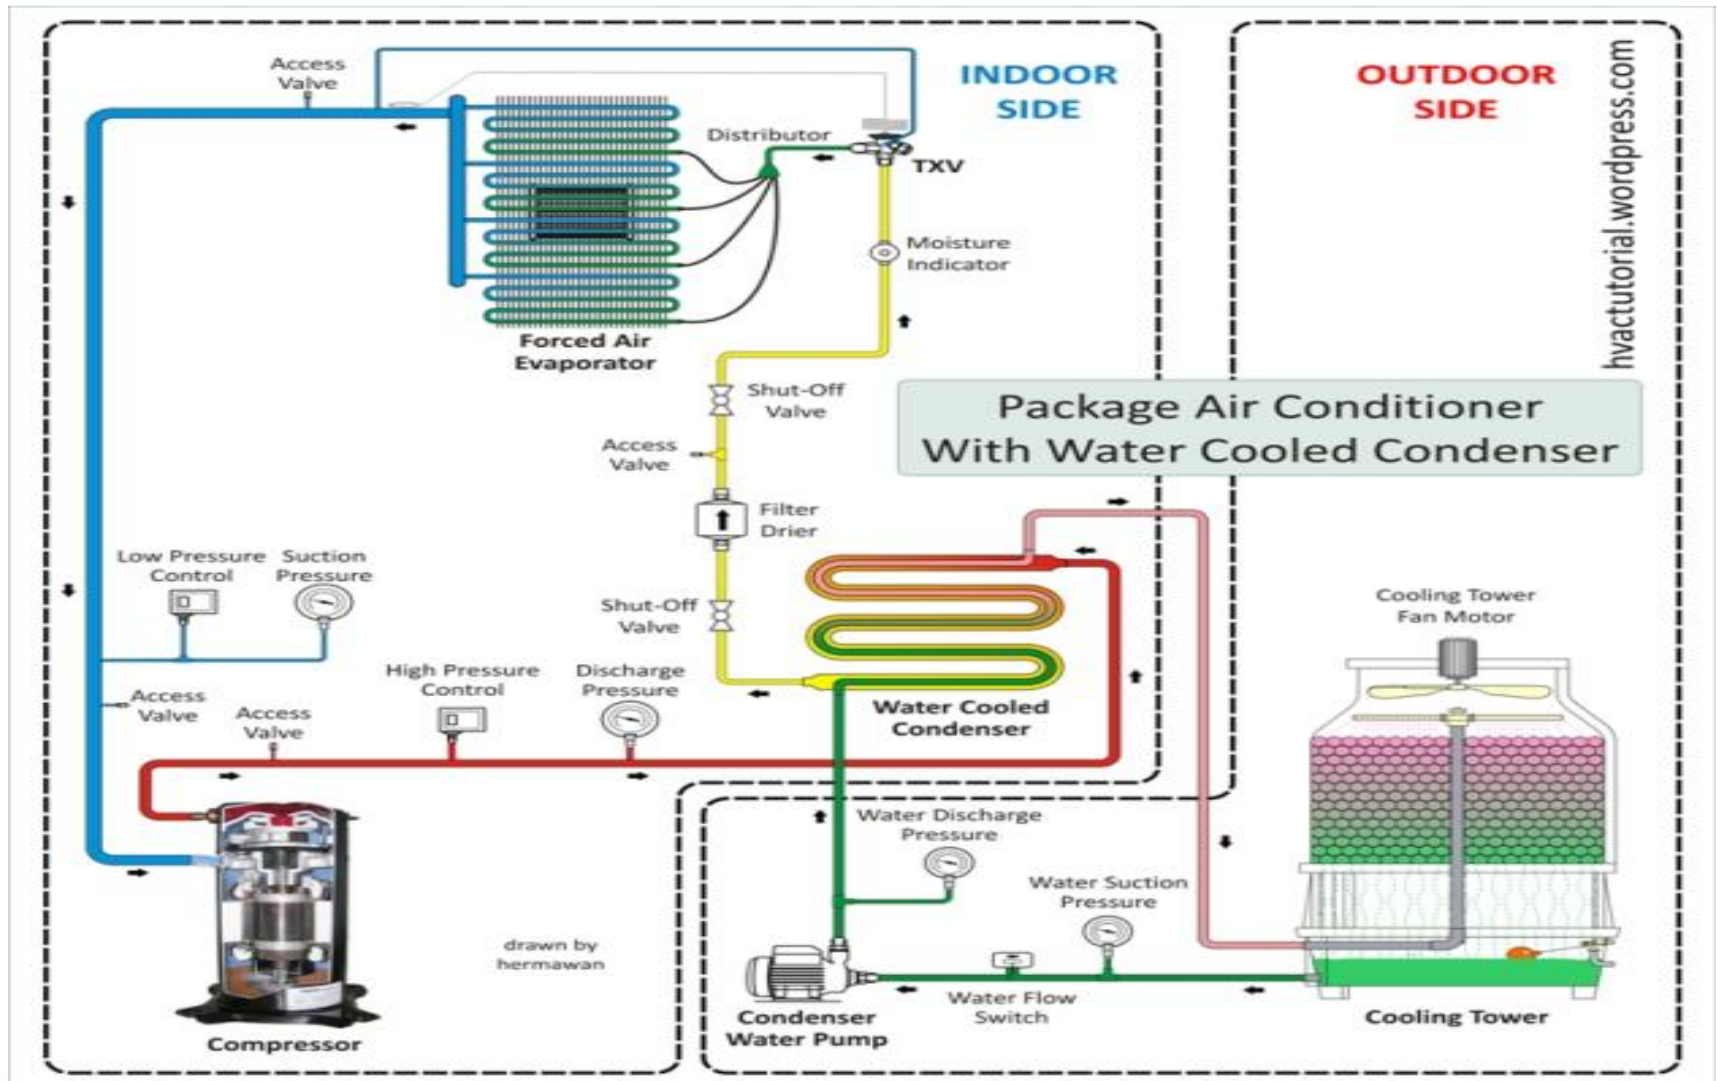 Access
Valve
INDOOR
SIDE
OUTDOOR
SIDE
hvactutorial.wordpress.com
Distributor
TXV
Moisture
Indicator
Forced Air
Evaporator
Shut-Off
Valve
Package Air Conditioner
With Water Cooled Condenser
Access
Valve
Filter
Drier
Low Pressure
Control
Suction
Pressure
Shut-Off
Valve
Cooling Tower
Fan Motor
High Pressure
Control
Discharge
Pressure
Access
Valve
Access
Valve
Water Cooled
Condenser
Water Discharge
Pressure
Water Suction
Pressure
drawn by
hermawan
Water Flow
Switch
Condenser
Water Pump
Cooling Tower
Compressor